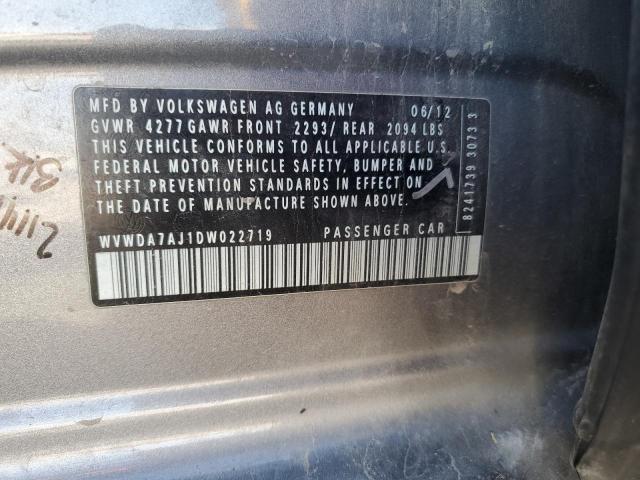 MFD BY VOLKSWAGEN AG GERMANY 06/12
GVWR 4277 GAWR FRONT 2293/ REAR 2094 LBS
THIS VEHICLE CONFORMS TO ALL APPLICABLE U.S.
FEDERAL MOTOR VEHICLE SAFETY, BUMPER AND
THEFT PREVENTION STANDARDS IN EFFECT ON
THE DATE OF MANUFACTURE SHOWN ABOVE.
WVWDA7AJ1DW022719 PASSENGER CAR
8241739 3073 3